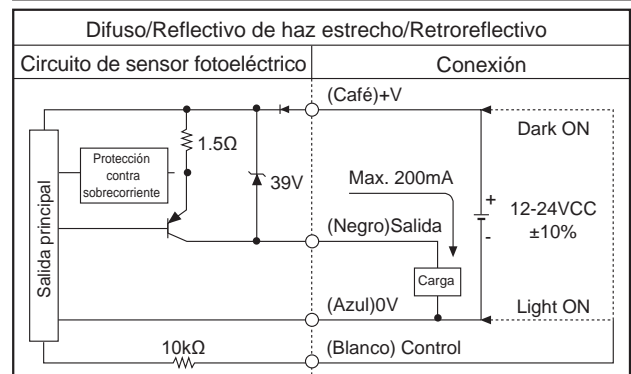 Difuso/Reflectivo de haz estrecho/Retroreflectivo
Circuito de sensor fotoeléctrico
Conexión
(Café)+V
Dark ON
1.5Ω
Protección
contra
sobrecorriente
39V
Max. 200mA
+
12-24VCC
±10%
-
Salida principal
(Negro)Salida
Carga
(Azul)0V
Light ON
10kΩ
(Blanco) Control